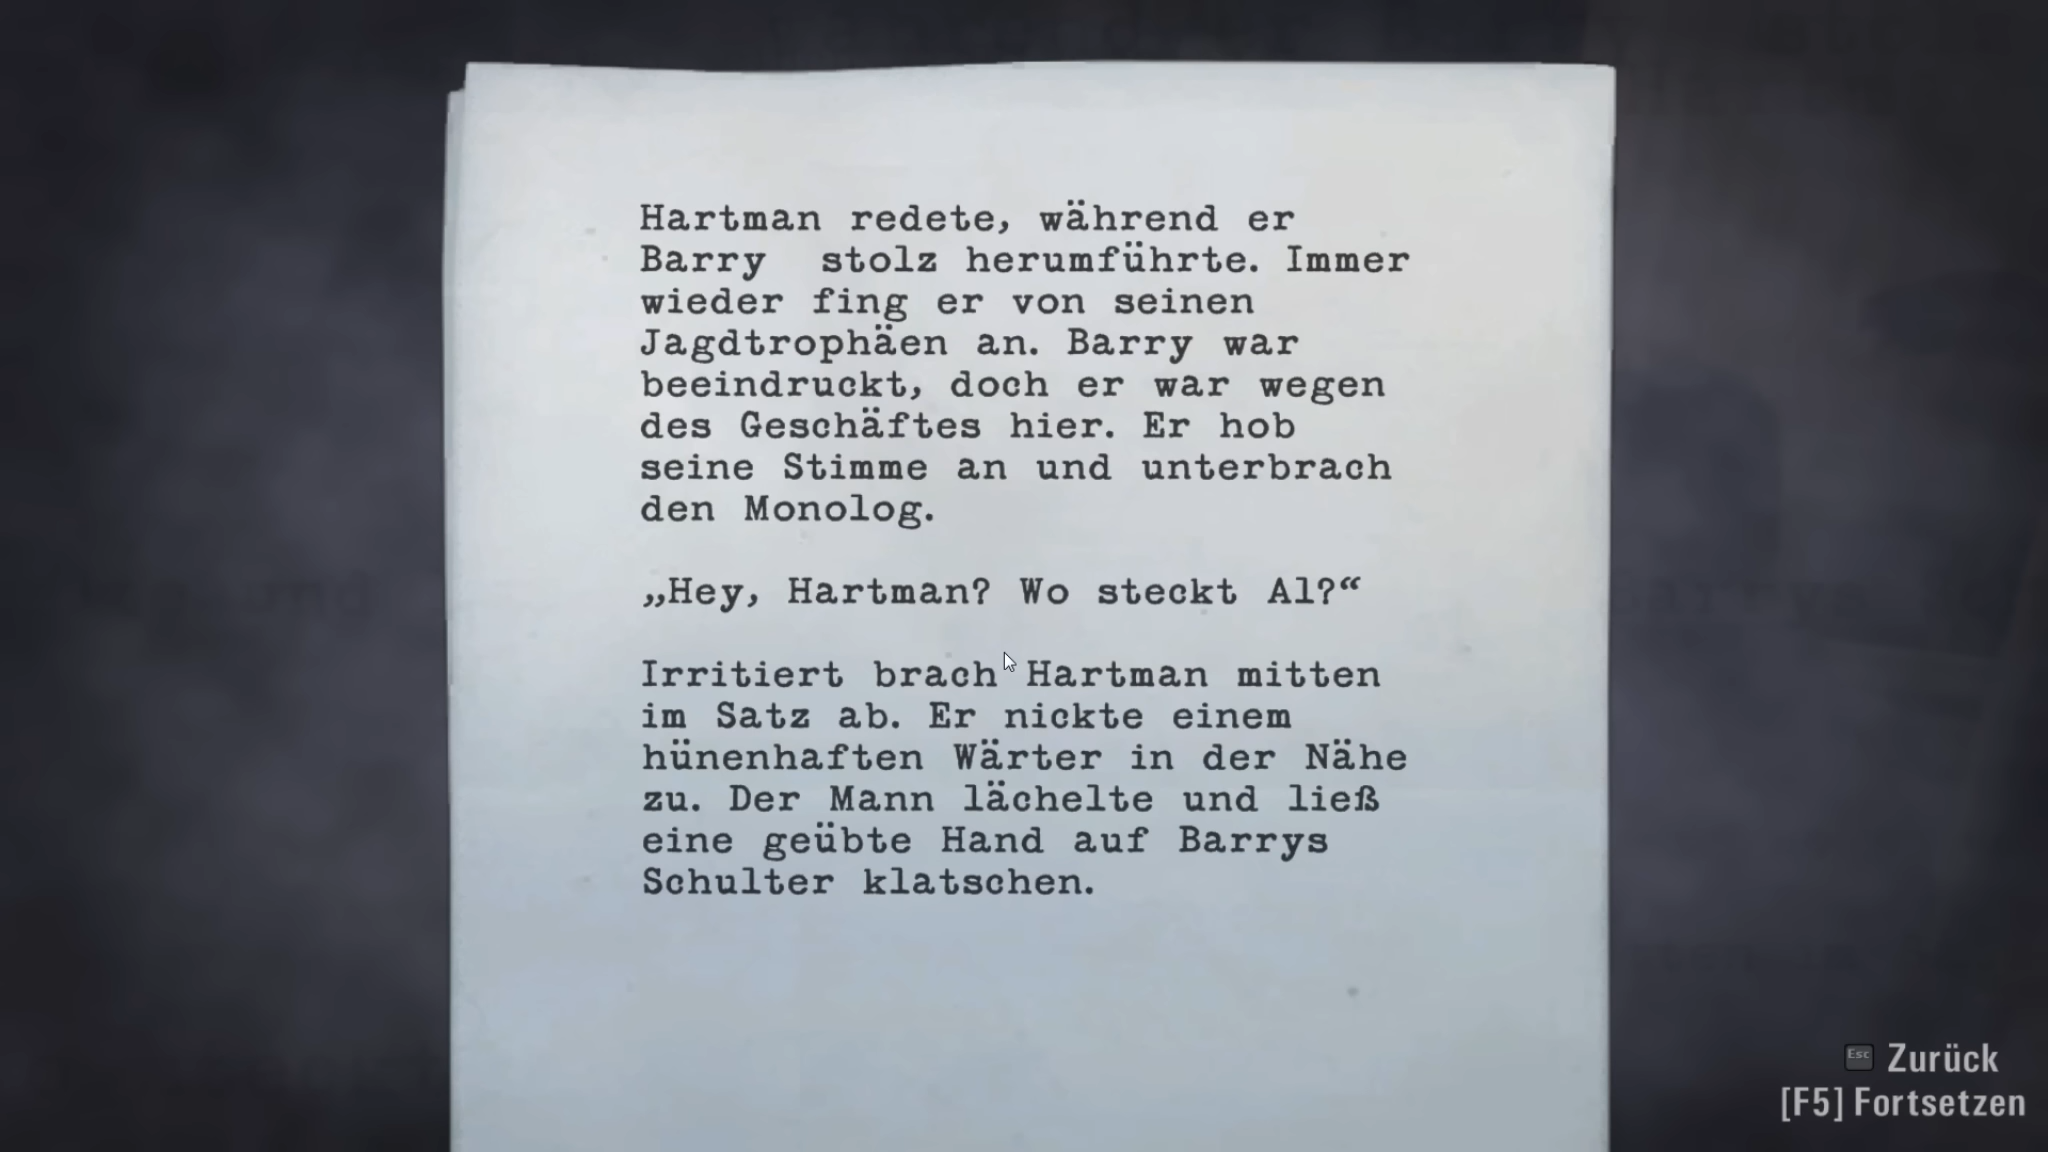 Hartman redete, während er
Barry  stolz herumführte. Immer
wieder fing er von seinen
Jagdtrophäen an. Barry war
beeindruckt, doch er war wegen
des Geschäftes hier. Er hob
seine Stimme an und unterbrach
den Monolog.
„Hey, Hartman? Wo steckt Al?“
Irritiert brach Hartman mitten
im Satz ab. Er nickte einem
hünenhaften Wärter in der Nähe
zu. Der Mann lächelte und ließ
eine geübte Hand auf Barrys
Schulter klatschen.
Esc Zurück
[F5] Fortsetzen